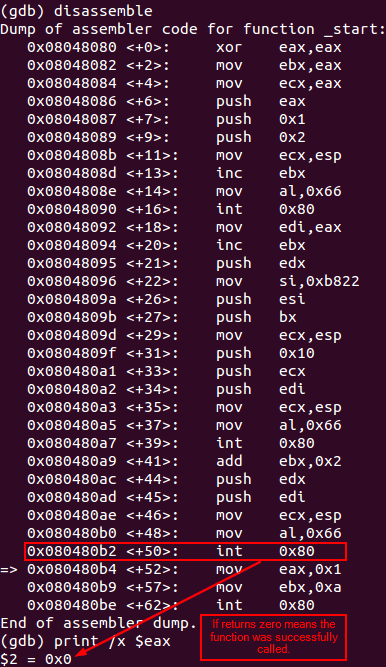 (gdb) disassemble
Dump of assembler code for function _start:
   0x08048080 <+0>:     xor    eax,eax
   0x08048082 <+2>:     mov    ebx,eax
   0x08048084 <+4>:     mov    ecx,eax
   0x08048086 <+6>:     push   eax
   0x08048087 <+7>:     push   0x1
   0x08048089 <+9>:     push   0x2
   0x0804808b <+11>:    mov    ecx,esp
   0x0804808d <+13>:    inc    ebx
   0x0804808e <+14>:    mov    al,0x66
   0x08048090 <+16>:    int    0x80
   0x08048092 <+18>:    mov    edi,eax
   0x08048094 <+20>:    inc    ebx
   0x08048095 <+21>:    push   edx
   0x08048096 <+22>:    mov    si,0xb822
   0x0804809a <+26>:    push   esi
   0x0804809b <+27>:    push   bx
   0x0804809d <+29>:    mov    ecx,esp
   0x0804809f <+31>:    push   0x10
   0x080480a1 <+33>:    push   ecx
   0x080480a2 <+34>:    push   edi
   0x080480a3 <+35>:    mov    ecx,esp
   0x080480a5 <+37>:    mov    al,0x66
   0x080480a7 <+39>:    int    0x80
   0x080480a9 <+41>:    add    ebx,0x2
   0x080480ac <+44>:    push   edx
   0x080480ad <+45>:    push   edi
   0x080480ae <+46>:    mov    ecx,esp
   0x080480b0 <+48>:    mov    al,0x66
   0x080480b2 <+50>:    int    0x80
=> 0x080480b4 <+52>:    mov    eax,0x1
   0x080480b9 <+57>:    mov    ebx,0xa
   0x080480be <+62>:    int    0x80
End of assembler dump.
(gdb) print /x $eax
$2 = 0x0
If returns zero means the
function was successfully
called.